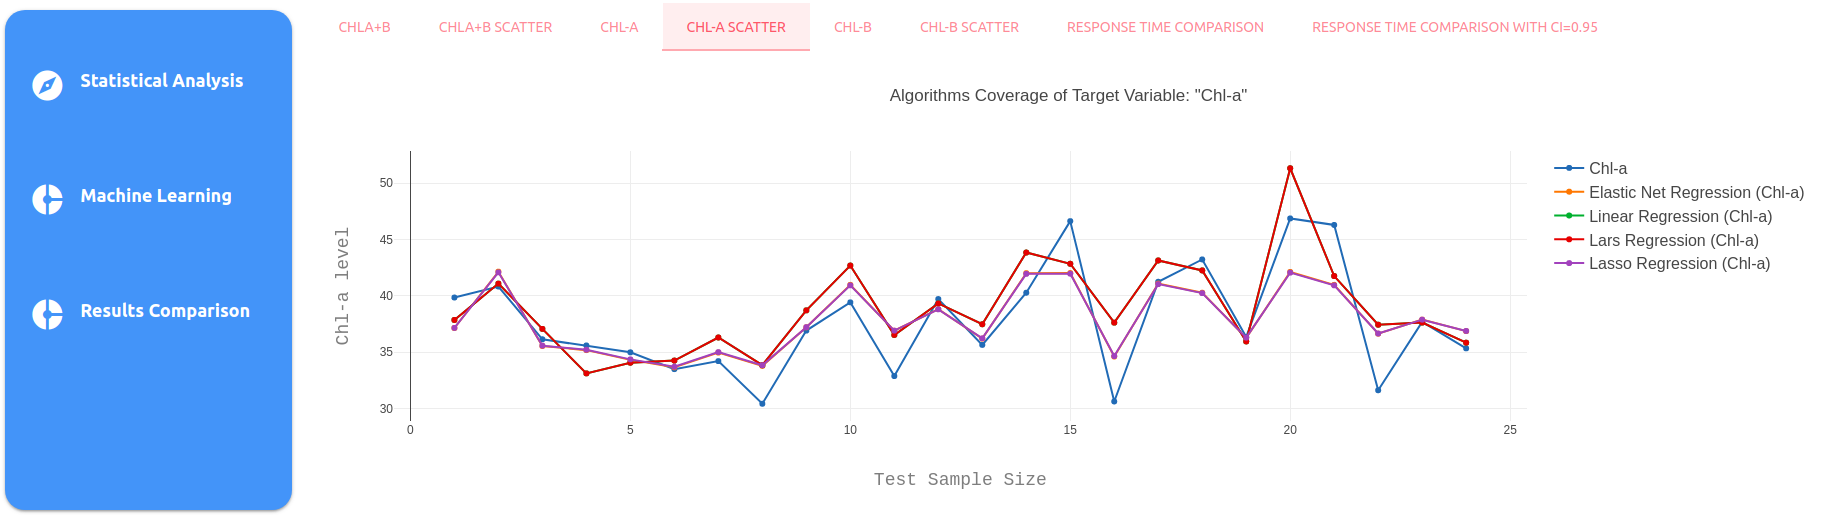 Statistical Analysis
Machine Learning
Results Comparison
CHLA+B CHLA+B SCATTER CHL-A CHL-A SCATTER CHL-B CHL-B SCATTER RESPONSE TIME COMPARISON RESPONSE TIME COMPARISON WITH CI=0.95
Algorithms Coverage of Target Variable: "Chl-a"
Chl-a level
50
45
40
35
30
0 5 10 15 20 25
Test Sample Size
Chl-a
Elastic Net Regression (Chl-a)
Linear Regression (Chl-a)
Lars Regression (Chl-a)
Lasso Regression (Chl-a)